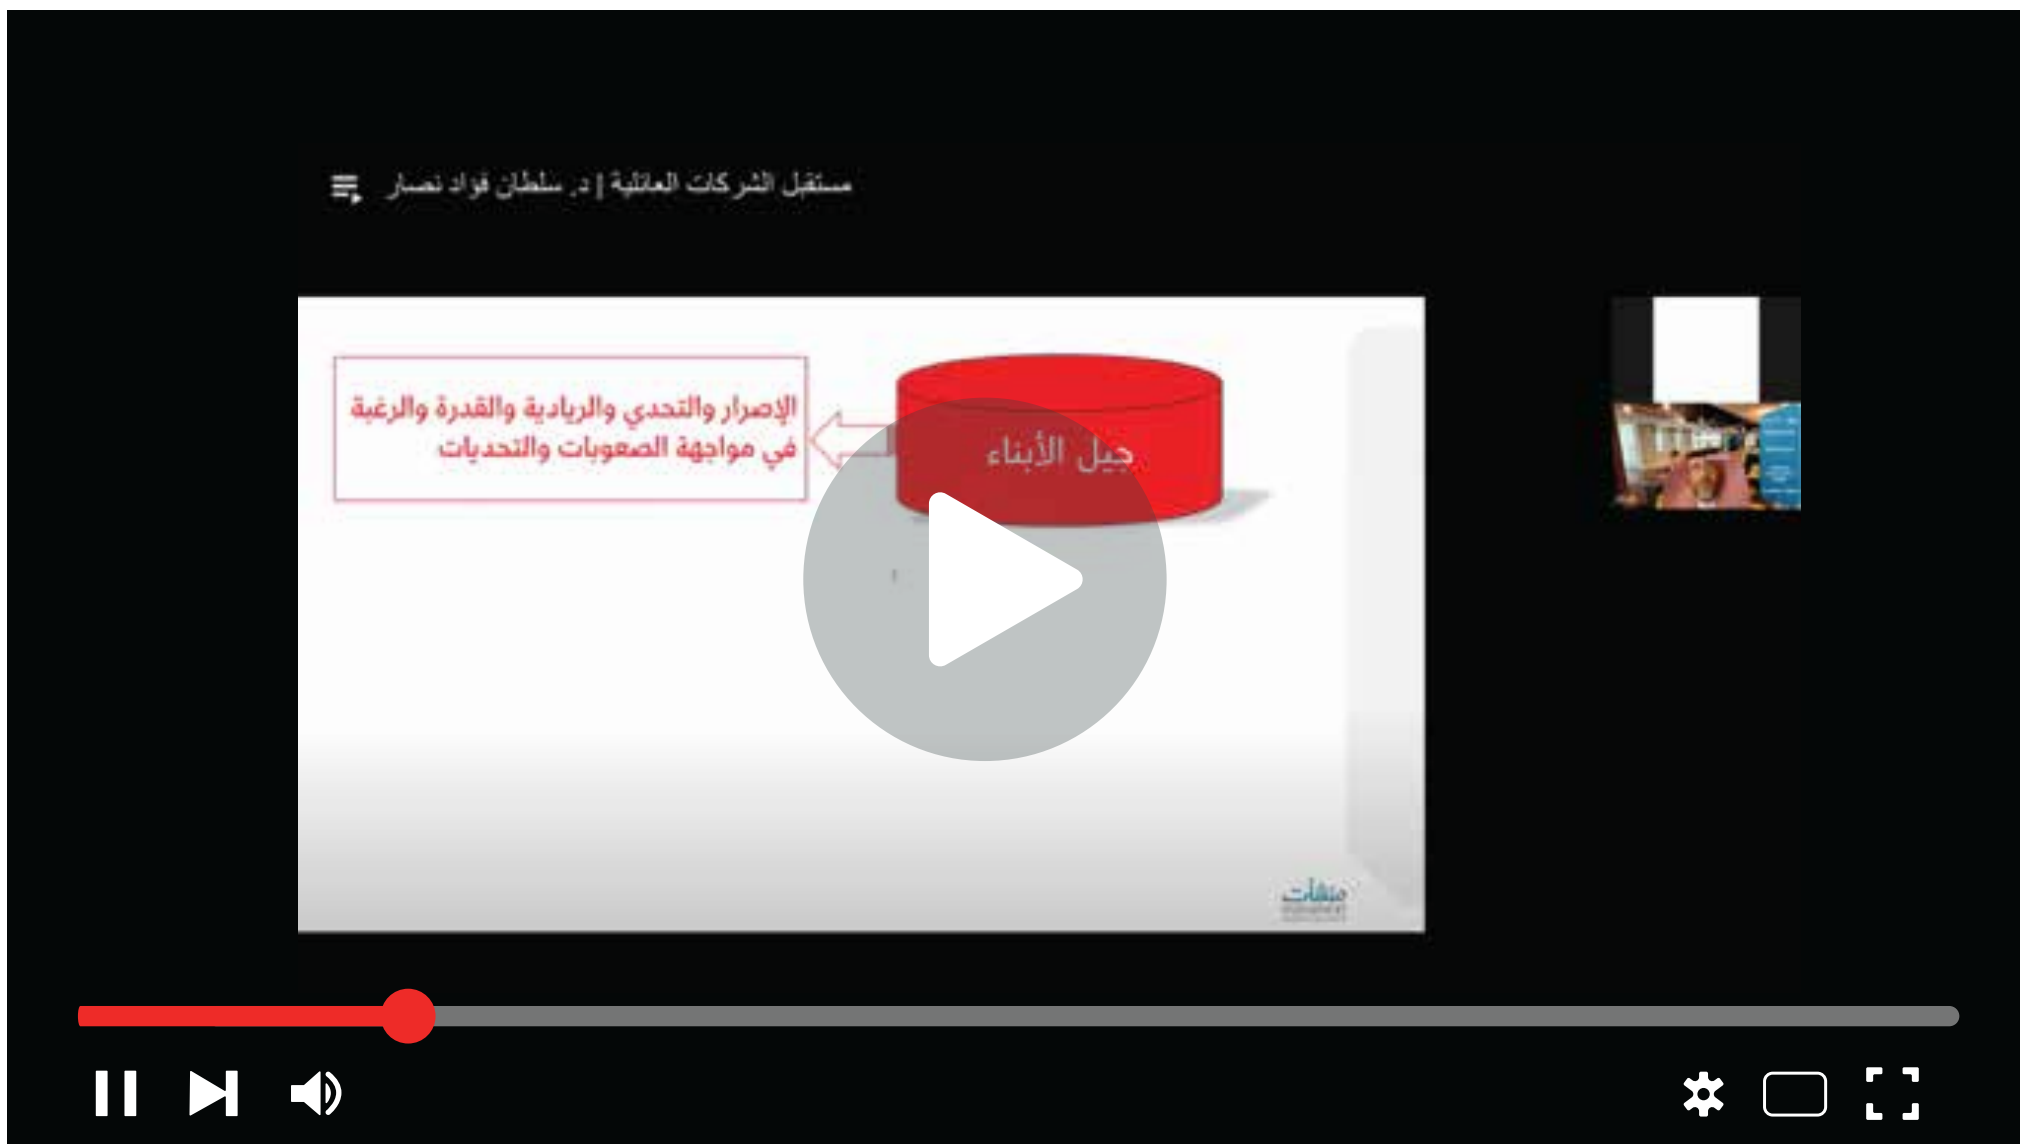 مستقبل الشركات العائلية | د. سلطان فؤاد نصار
جيل الأبناء
الإصرار والتحدي والريادية والقدرة والرغبة
في مواجهة الصعوبات والتحديات
منشآت